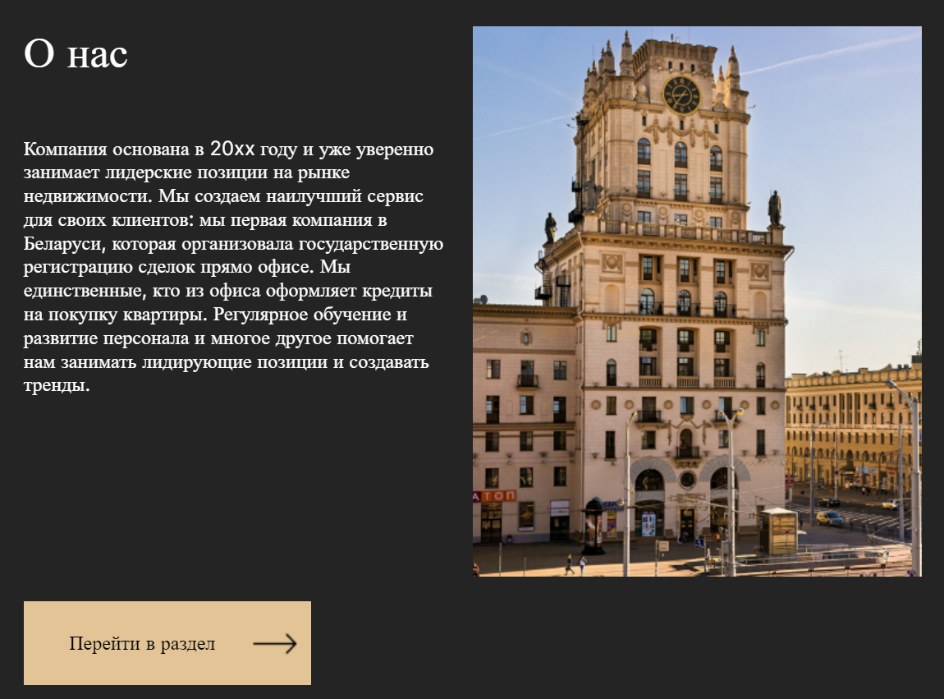 О нас
Компания основана в 20xx году и уже уверенно
занимает лидерские позиции на рынке
недвижимости. Мы создаем наилучший сервис
для своих клиентов: мы первая компания в
Беларуси, которая организовала государственную
регистрацию сделок прямо офисе. Мы
единственные, кто из офиса оформляет кредиты
на покупку квартиры. Регулярное обучение и
развитие персонала и многое другое помогает
нам занимать лидирующие позиции и создавать
тренды.
АТОП
Перейти в раздел